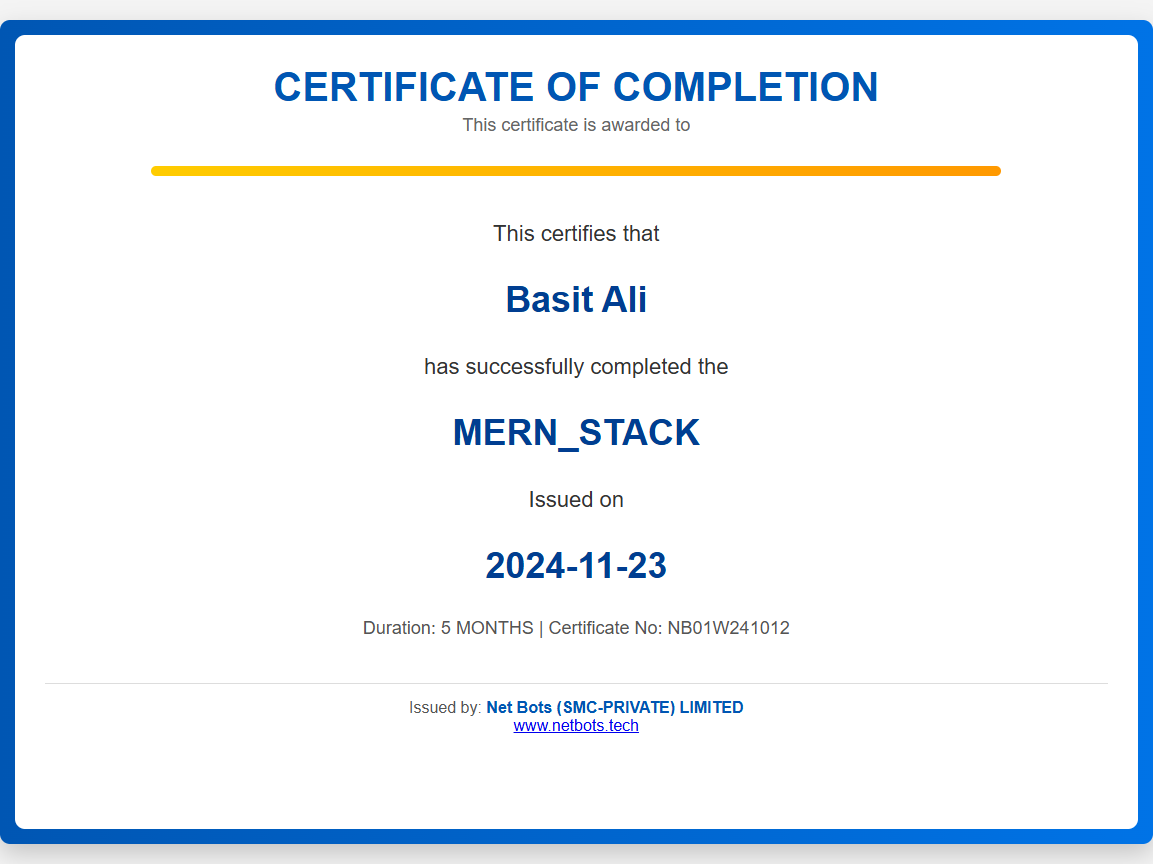 CERTIFICATE OF COMPLETION
This certificate is awarded to
This certifies that
Basit Ali
has successfully completed the
MERN_STACK
Issued on
2024-11-23
Duration: 5 MONTHS | Certificate No: NB01W241012
Issued by: Net Bots (SMC-PRIVATE) LIMITED
www.netbots.tech